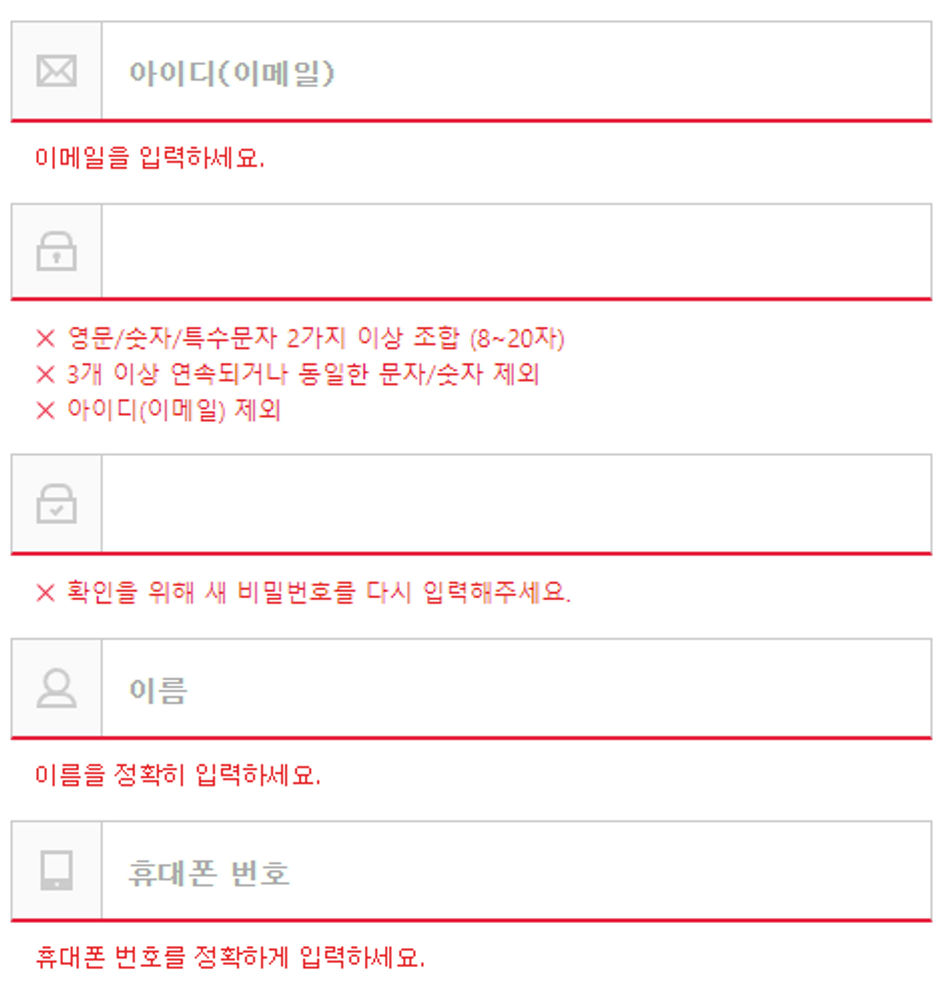 아이디(이메일)
이메일을 입력하세요.
✕ 영문/숫자/특수문자 2가지 이상 조합 (8~20자)
✕ 3개 이상 연속되거나 동일한 문자/숫자 제외
✕ 아이디(이메일) 제외
✕ 확인을 위해 새 비밀번호를 다시 입력해주세요.
이름
이름을 정확히 입력하세요.
휴대폰 번호
휴대폰 번호를 정확하게 입력하세요.